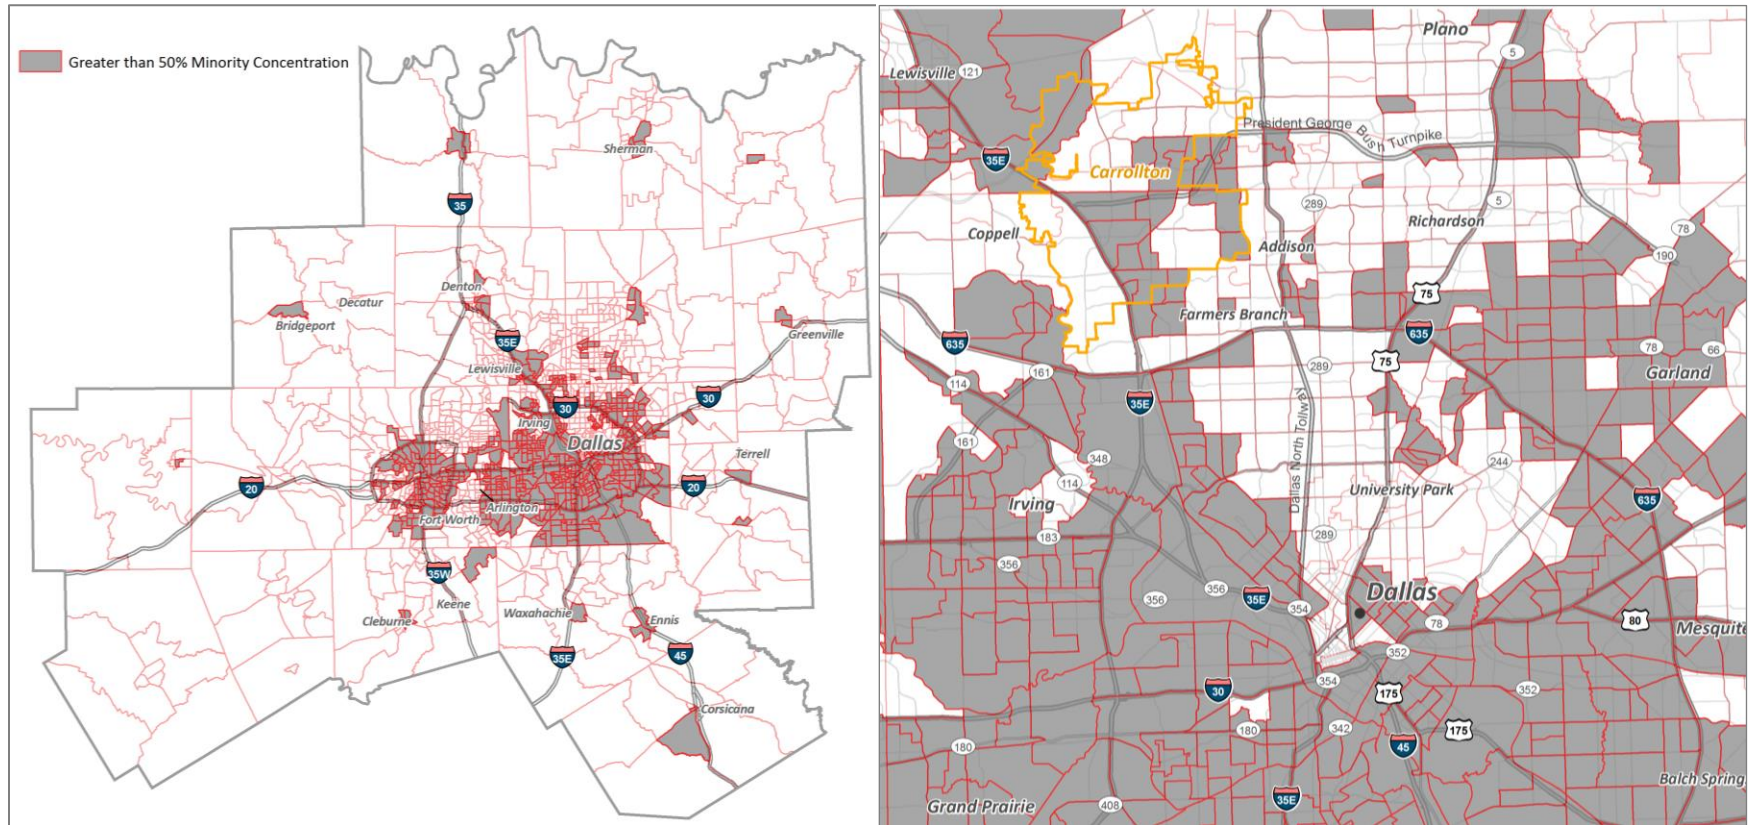 Greater than 50% Minority Concentration
Sherman
35
Denton
Decatur
Bridgeport
Greenville
35E
Lewisville
30
30
Irving
Dallas
Terrell
20
20
Arlington
Fort Worth
35W
Keene
Waxahachie
Cleburne
Ennis
35E
45
Corsicana
Plano
5
Lewisville
121
President George
Bush Turnpike
35E
Carrollton
289
5
Richardson
Coppell
78
Addison
190
75
Farmers Branch
635
635
75
78
66
161
289
Garland
114
35E
Dallas North Tollway
161
348
244
114
University Park
Irving
635
183
289
356
356
356
35E
354
Dallas
78
80
Mesquite
352
354
30
175
352
180
342
175
180
45
Balch Spring
35E
Grand Prairie
408